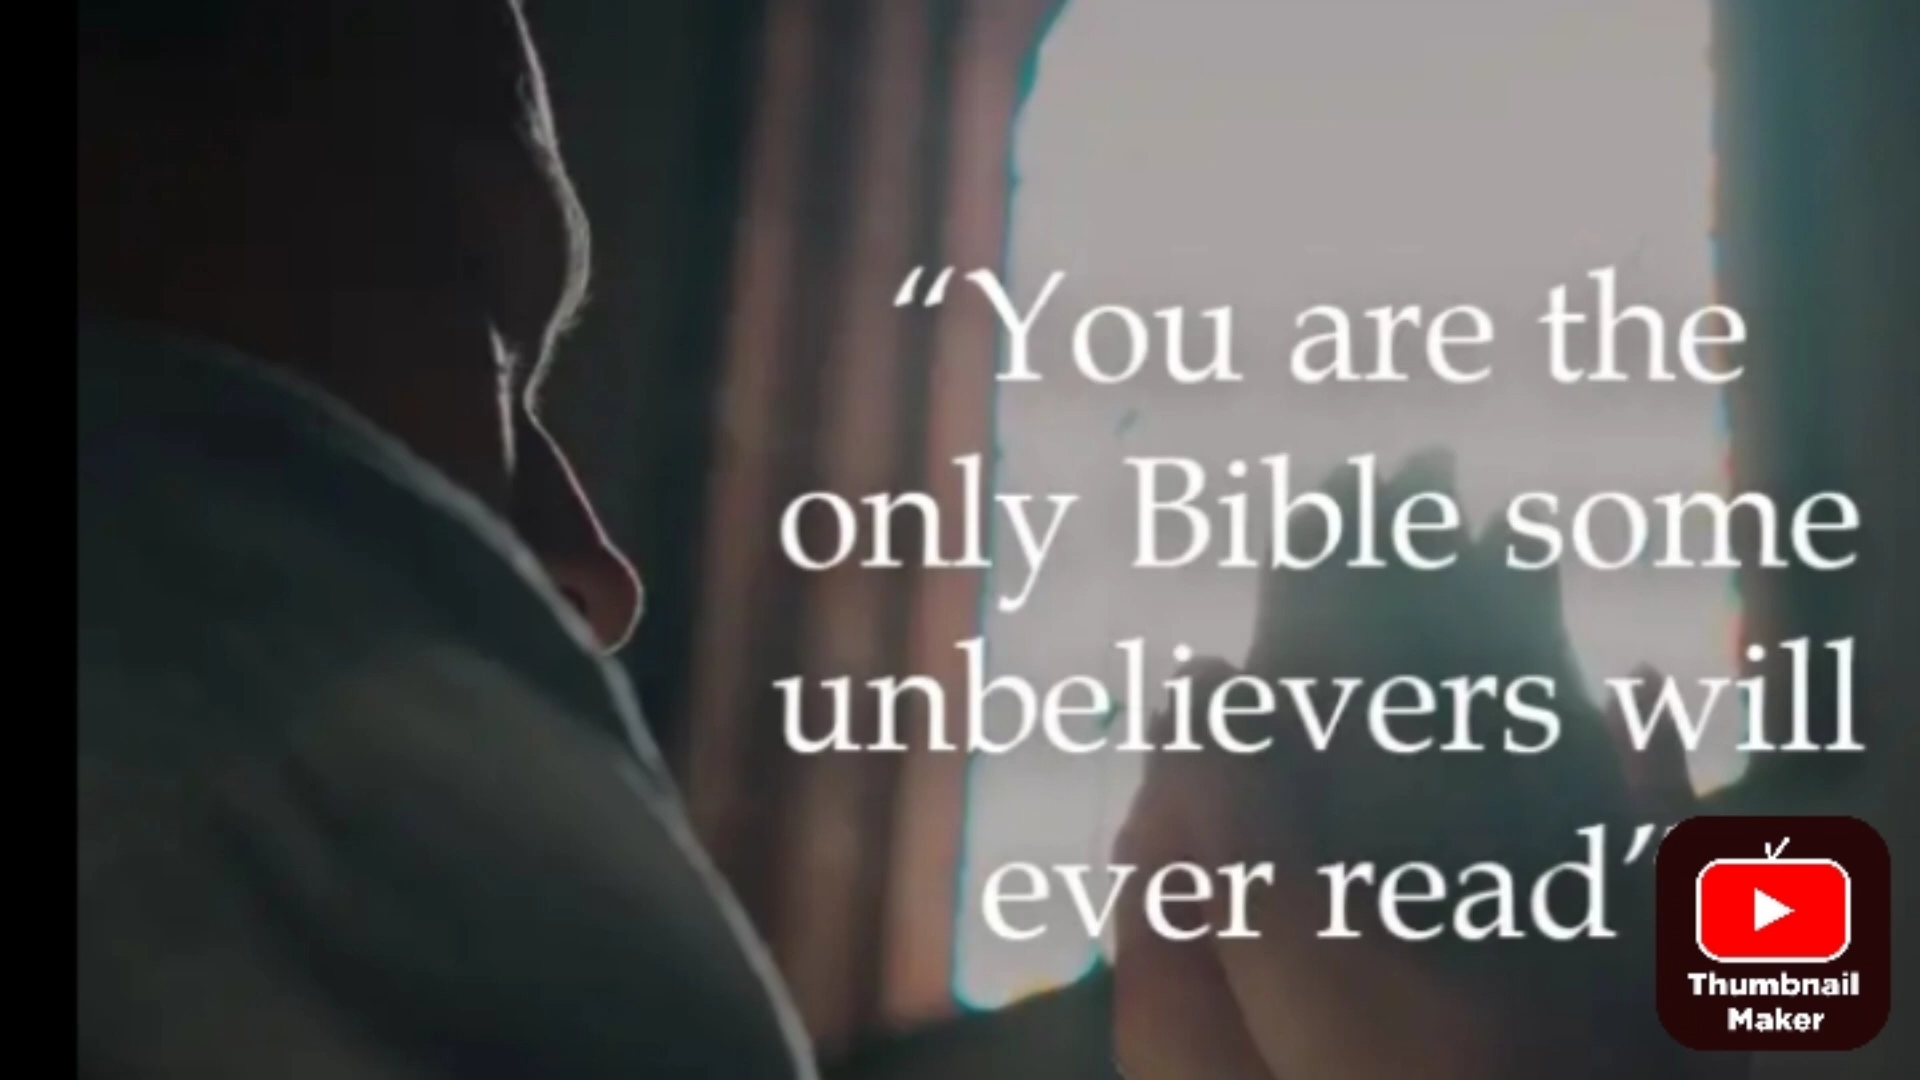 “You are the
only Bible some
unbelievers will
ever read”
Thumbnail
Maker